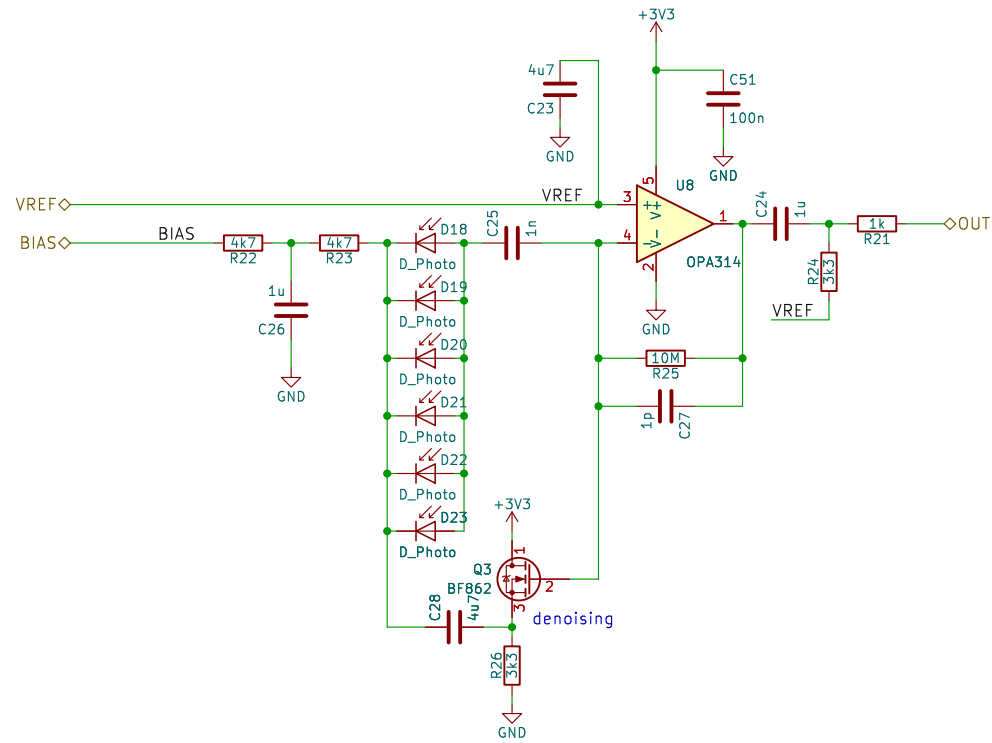 +3V3
4u7
C23
GND
C51
100n
GND
VREF
VREF
3
5
U8
1
C24
1u
1k
R21
OUT
BIAS
BIAS
4k7
R22
4k7
R23
D18
D_Photo
C25
1n
4
V+
V-
2
OPA314
GND
R24
3k3
VREF
1u
C26
GND
D19
D_Photo
D20
D_Photo
10M
R25
D21
D_Photo
1p
C27
D22
D_Photo
D23
D_Photo
+3V3
1
Q3
BF862
2
3
denoising
C28
4u7
R26
3k3
GND